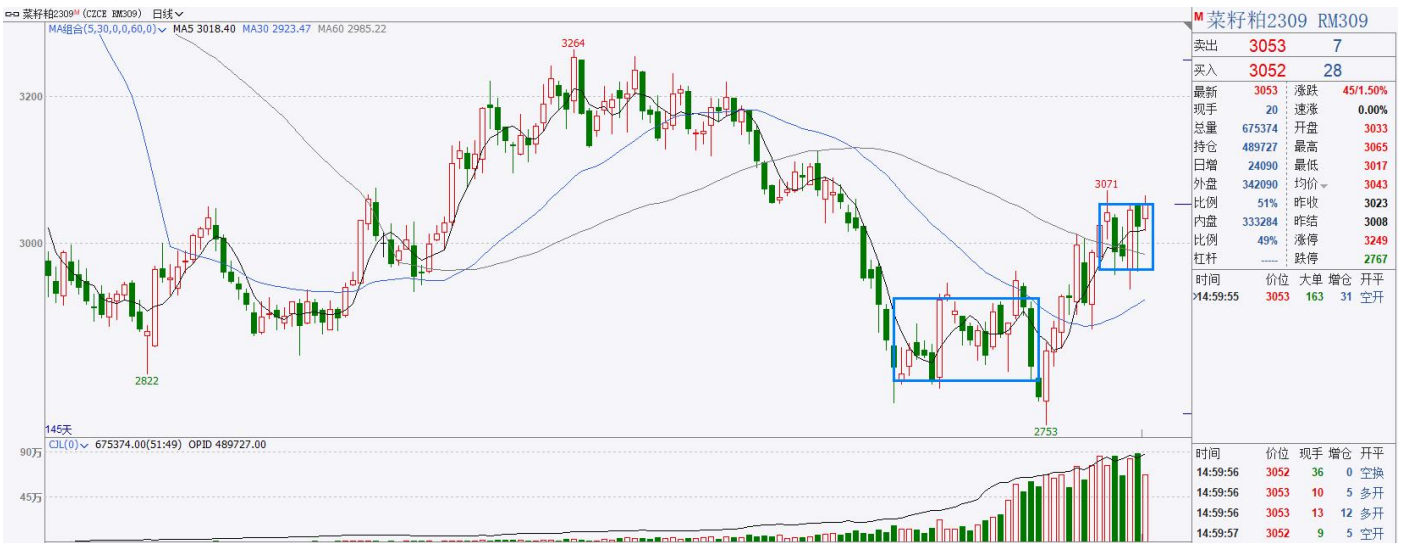 菜籽粕2309M (CZCE RM309) 日线
MA组合(5,30,0,0,60,0) MA5 3018.40 MA30 2923.47 MA60 2985.22
3200
3000
3264
3071
2822
2753
145天
CJL(0) 675374.00(51:49) OPID 489727.00
90万
45万
M 菜籽粕2309 RM309
卖出 3053 7
买入 3052 28
最新 3053 涨跌 45/1.50%
现手 20 速涨 0.00%
总量 675374 开盘 3033
持仓 489727 最高 3065
日增 24090 最低 3017
外盘 342090 均价 3043
比例 51% 昨收 3023
内盘 333284 昨结 3008
比例 49% 涨停 3249
杠杆 ----- 跌停 2767
时间 价位 大单 增仓 开平
14:59:55 3053 163 31 空开
时间 价位 现手 增仓 开平
14:59:56 3052 36 0 空换
14:59:56 3053 10 5 多开
14:59:56 3053 13 12 多开
14:59:57 3052 9 5 空开